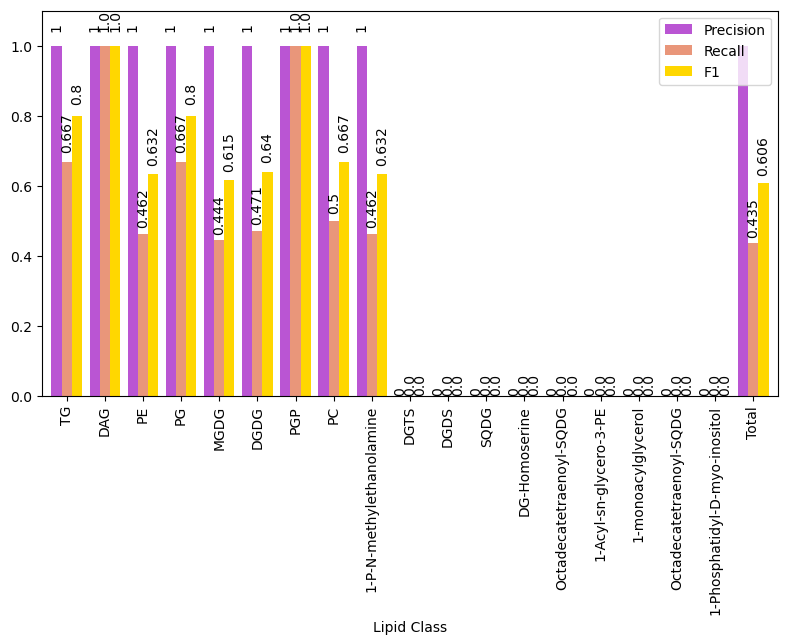 Precision
Recall
F1
1.0
0.8
0.6
0.4
0.2
0.0
1
0.667
0.8
1
1.0
1.0
1
0.462
0.632
1
0.667
0.8
1
0.444
0.615
1
0.471
0.64
1
1.0
1.0
1
0.5
0.667
1
0.462
0.632
0
0.0
0.0
0
0.0
0.0
0
0.0
0.0
0
0.0
0.0
0
0.0
0.0
0
0.0
0.0
0
0.0
0.0
0
0.0
0.0
0
0.0
0.0
0.435
0.606
TG
DAG
PE
PG
MGDG
DGDG
PGP
PC
1-P-N-methylethanolamine
DGTS
DGDS
SQDG
DG-Homoserine
Octadecatetraenoyl-SQDG
1-Acyl-sn-glycero-3-PE
1-monoacylglycerol
Octadecatetraenoyl-SQDG
1-Phosphatidyl-D-myo-inositol
Total
Lipid Class